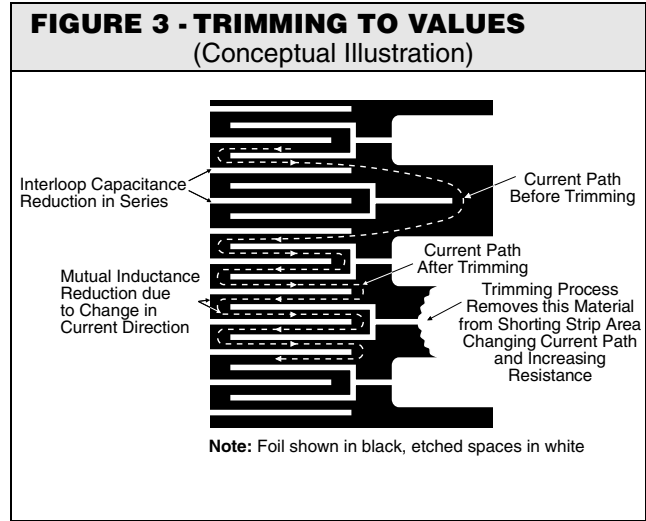 FIGURE 3 - TRIMMING TO VALUES
(Conceptual Illustration)
Interloop Capacitance
Reduction in Series
Current Path
Before Trimming
Mutual Inductance
Reduction due
to Change in
Current Direction
Current Path
After Trimming
Trimming Process
Removes this Material
from Shorting Strip Area
Changing Current Path
and Increasing
Resistance
Note: Foil shown in black, etched spaces in white